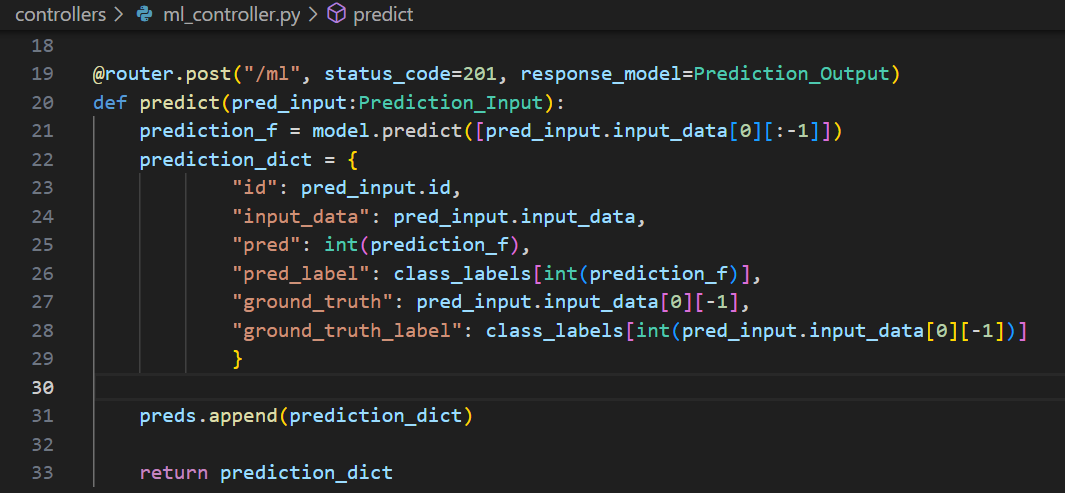 controllers > ml_controller.py > predict
18
19 @router.post("/ml", status_code=201, response_model=Prediction_Output)
20 def predict(pred_input:Prediction_Input):
21     prediction_f = model.predict([pred_input.input_data[0][:-1]])
22     prediction_dict = {
23             "id": pred_input.id,
24             "input_data": pred_input.input_data,
25             "pred": int(prediction_f),
26             "pred_label": class_labels[int(prediction_f)],
27             "ground_truth": pred_input.input_data[0][-1],
28             "ground_truth_label": class_labels[int(pred_input.input_data[0][-1])]
29             }
30
31     preds.append(prediction_dict)
32
33     return prediction_dict